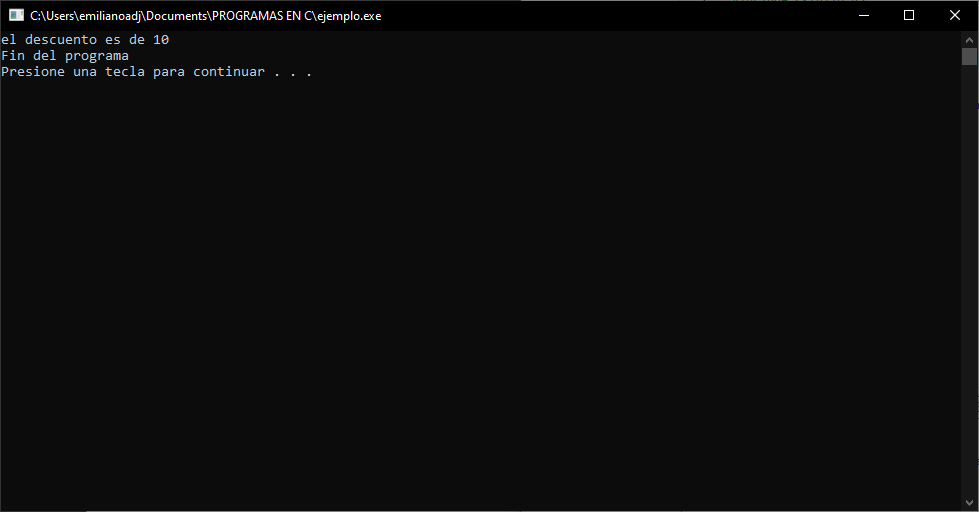 C:\Users\emilianoadj\Documents\PROGRAMAS EN C\ejemplo.exe
el descuento es de 10
Fin del programa
Presione una tecla para continuar . . .